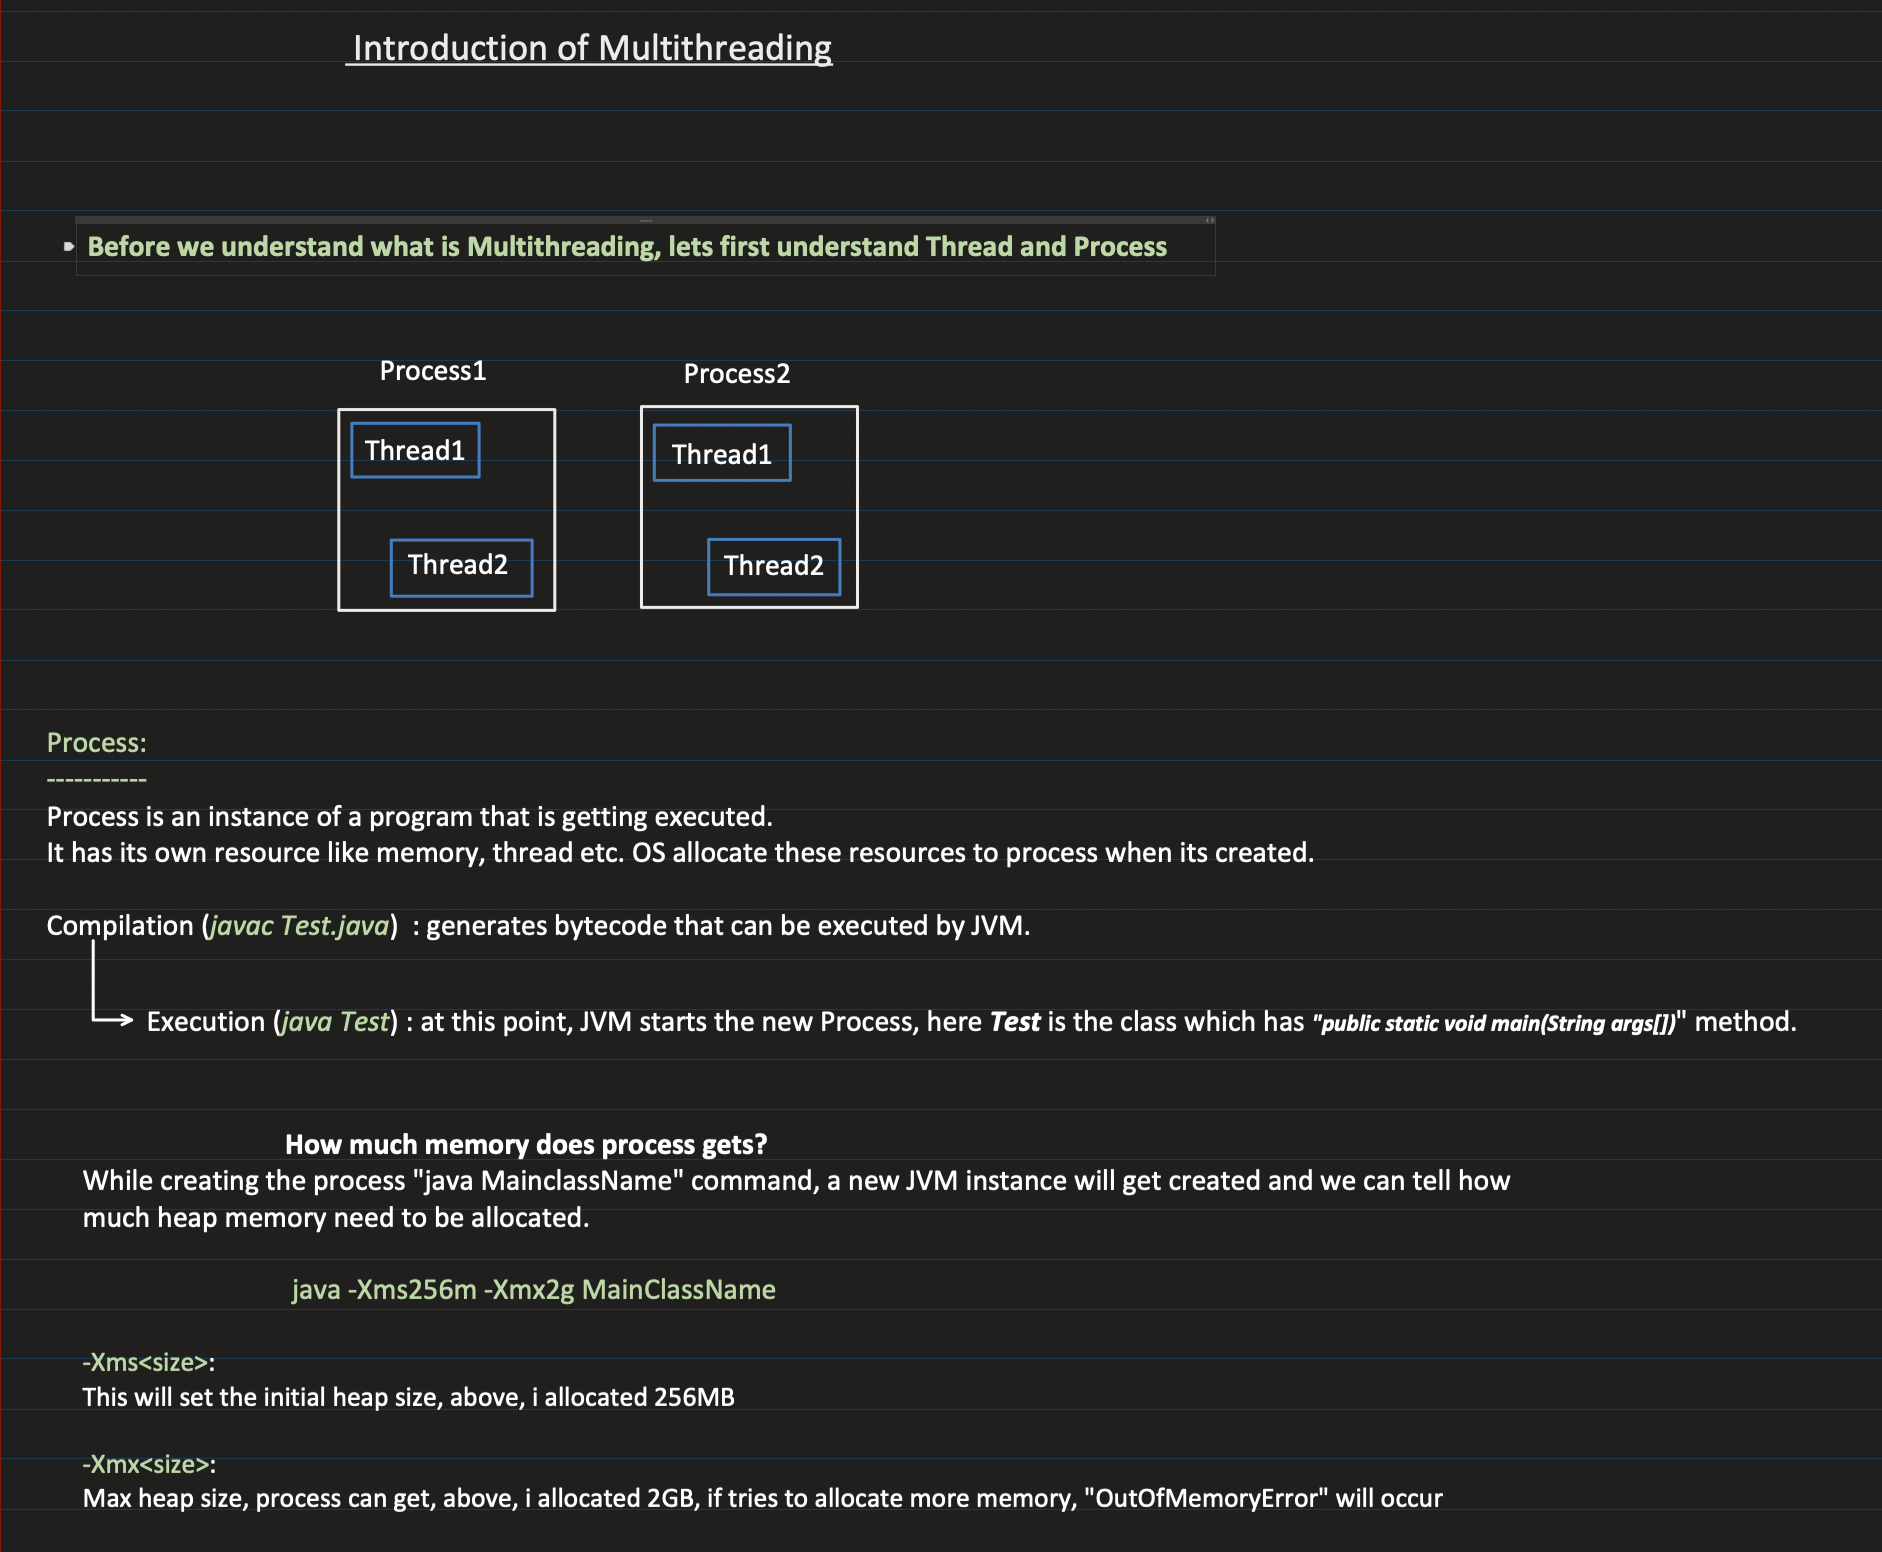 Introduction of Multithreading
Before we understand what is Multithreading, lets first understand Thread and Process
Process1
Process2
Thread1
Thread1
Thread2
Thread2
Process:
-----------
Process is an instance of a program that is getting executed.
It has its own resource like memory, thread etc. OS allocate these resources to process when its created.
Compilation (javac Test.java)  : generates bytecode that can be executed by JVM.
Execution (java Test) : at this point, JVM starts the new Process, here Test is the class which has "public static void main(String args[])" method.
How much memory does process gets?
While creating the process "java MainclassName" command, a new JVM instance will get created and we can tell how
much heap memory need to be allocated.
java -Xms256m -Xmx2g MainClassName
-Xms<size>:
This will set the initial heap size, above, i allocated 256MB
-Xmx<size>:
Max heap size, process can get, above, i allocated 2GB, if tries to allocate more memory, "OutOfMemoryError" will occur